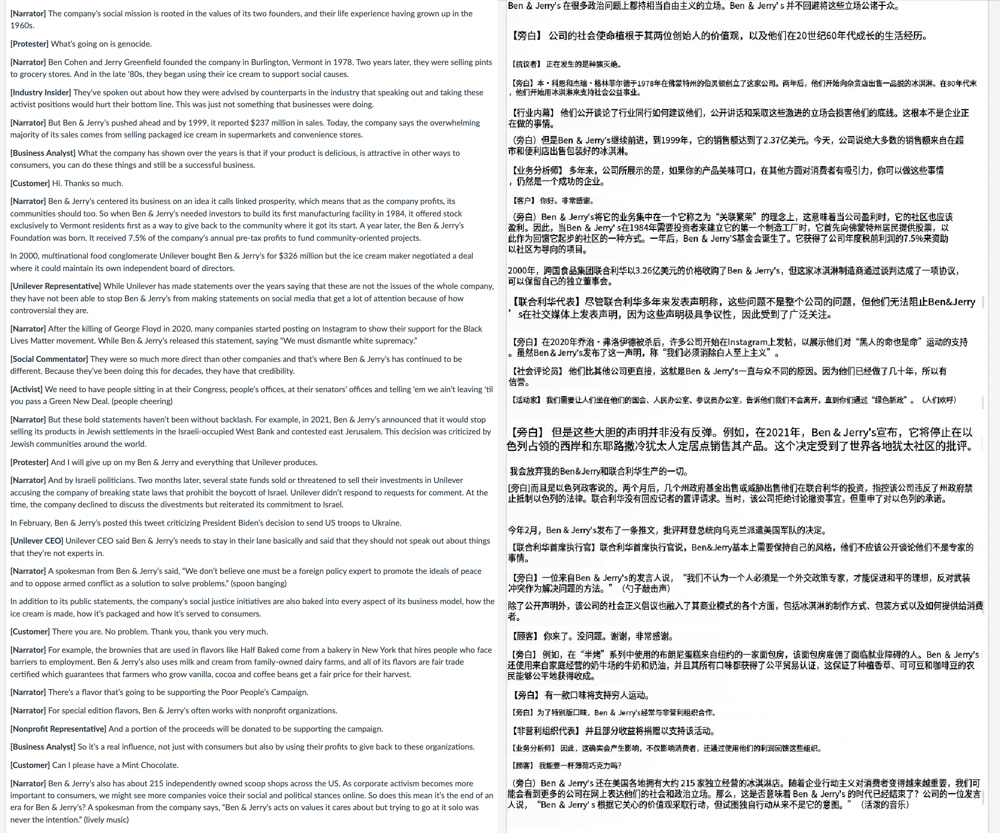 [Narrator] The company’s social mission is rooted in the values of its two founders, and their life experience having grown up in the
1960s.
[Protester] What’s going on is genocide.
[Narrator] Ben Cohen and Jerry Greenfield founded the company in Burlington, Vermont in 1978. Two years later, they were selling pints
to grocery stores. And in the late '80s, they began using their ice cream to support social causes.
[Industry Insider] They’ve spoken out about how they were advised by counterparts in the industry that speaking out and taking these
activist positions would hurt their bottom line. This was just not something that businesses were doing.
[Narrator] But Ben & Jerry’s pushed ahead and by 1999, it reported $237 million in sales. Today, the company says the overwhelming
majority of its sales comes from selling packaged ice cream in supermarkets and convenience stores.
[Business Analyst] What the company has shown over the years is that if your product is delicious, is attractive in other ways to
consumers, you can do these things and still be a successful business.
[Customer] Hi. Thanks so much.
[Narrator] Ben & Jerry’s centered its business on an idea it calls linked prosperity, which means that as the company profits, its
communities should too. So when Ben & Jerry’s needed investors to build its first manufacturing facility in 1984, it offered stock
exclusively to Vermont residents first as a way to give back to the community where it got its start. A year later, the Ben & Jerry’s
Foundation was born. It received 7.5% of the company’s annual pre-tax profits to fund community-oriented projects.
In 2000, multinational food conglomerate Unilever bought Ben & Jerry’s for $326 million but the ice cream maker negotiated a deal
where it could maintain its own independent board of directors.
[Unilever Representative] While Unilever has made statements over the years saying that these are not the issues of the whole company,
they have not been able to stop Ben & Jerry’s from making statements on social media that get a lot of attention because of how
controversial they are.
[Narrator] After the killing of George Floyd in 2020, many companies started posting on Instagram to show their support for the Black
Lives Matter movement. While Ben & Jerry’s released this statement, saying “We must dismantle white supremacy.”
[Social Commentator] They were so much more direct than other companies and that’s where Ben & Jerry’s has continued to be
different. Because they’ve been doing this for decades, they have that credibility.
[Activist] We need to have people sitting in at their Congress, people’s offices, at their senators’ offices and telling 'em we ain’t leaving 'til
you pass a Green New Deal. (people cheering)
[Narrator] But these bold statements haven’t been without backlash. For example, in 2021, Ben & Jerry’s announced that it would stop
selling its products in Jewish settlements in the Israeli-occupied West Bank and contested east Jerusalem. This decision was criticized by
Jewish communities around the world.
[Protester] And I will give up on my Ben & Jerry and everything that Unilever produces.
[Narrator] And by Israeli politicians. Two months later, several state funds sold or threatened to sell their investments in Unilever
accusing the company of breaking state laws that prohibit the boycott of Israel. Unilever didn’t respond to requests for comment. At the
time, the company declined to discuss the divestments but reiterated its commitment to Israel.
In February, Ben & Jerry’s posted this tweet criticizing President Biden’s decision to send US troops to Ukraine.
[Unilever CEO] Unilever CEO said Ben & Jerry’s needs to stay in their lane basically and said that they should not speak out about things
that they’re not experts in.
[Narrator] A spokesman from Ben & Jerry’s said, “We don’t believe one must be a foreign policy expert to promote the ideals of peace
and to oppose armed conflict as a solution to solve problems.” (spoon banging)
In addition to its public statements, the company’s social justice initiatives are also baked into every aspect of its business model, how the
ice cream is made, how it’s packaged and how it’s served to consumers.
[Customer] There you are. No problem. Thank you, thank you very much.
[Narrator] For example, the brownies that are used in flavors like Half Baked come from a bakery in New York that hires people who face
barriers to employment. Ben & Jerry’s also uses milk and cream from family-owned dairy farms, and all of its flavors are fair trade
certified which guarantees that farmers who grow vanilla, cocoa and coffee beans get a fair price for their harvest.
[Narrator] There’s a flavor that’s going to be supporting the Poor People’s Campaign.
[Narrator] For special edition flavors, Ben & Jerry’s often works with nonprofit organizations.
[Nonprofit Representative] And a portion of the proceeds will be donated to be supporting the campaign.
[Business Analyst] So it’s a real influence, not just with consumers but also by using their profits to give back to these organizations.
[Customer] Can I please have a Mint Chocolate.
[Narrator] Ben & Jerry’s also has about 215 independently owned scoop shops across the US. As corporate activism becomes more
important to consumers, we might see more companies voice their social and political stances online. So does this mean it’s the end of an
era for Ben & Jerry’s? A spokesman from the company says, “Ben & Jerry’s acts on values it cares about but trying to go at it solo was
never the intention.” (lively music)
Ben & Jerry's 在很多政治问题上都持相当自由主义的立场。Ben & Jerry' s 并不回避将这些立场公诸于众。
【旁白】 公司的社会使命植根于其两位创始人的价值观，以及他们在20世纪60年代成长的生活经历。
【抗议者】 正在发生的是种族灭绝。
【旁白】本・科恩和杰瑞・格林菲尔德于1978年在佛蒙特州的伯灵顿创立了这家公司。两年后，他们开始向杂货店出售一品脱的冰淇淋。在80年代末
，他们开始用冰淇淋来支持社会公益事业。
【行业内幕】 他们公开谈论了行业同行如何建议他们，公开讲话和采取这些激进的立场会损害他们的底线。这根本不是企业正
在做的事情。
（旁白）但是Ben & Jerry's继续前进，到1999年，它的销售额达到了2.37亿美元。今天，公司说绝大多数的销售额来自在超
市和便利店出售包装好的冰淇淋。
【业务分析师】 多年来，公司所展示的是，如果你的产品美味可口，在其他方面对消费者有吸引力，你可以做这些事情
，仍然是一个成功的企业。
【客户】 你好。非常感谢。
（旁白）Ben & Jerry's将它的业务集中在一个它称之为“关联繁荣”的理念上，这意味着当公司盈利时，它的社区也应该
盈利。因此，当Ben & Jerry' s在1984年需要投资者来建立它的第一个制造工厂时，它首先向佛蒙特州居民提供股票，以
此作为回馈它起步的社区的一种方式。一年后，Ben & Jerry'S基金会诞生了。它获得了公司年度税前利润的7.5%来资助
以社区为导向的项目。
2000年，跨国食品集团联合利华以3.26亿美元的价格收购了Ben & Jerry's，但这家冰淇淋制造商通过谈判达成了一项协议，
可以保留自己的独立董事会。
【联合利华代表】尽管联合利华多年来发表声明称，这些问题不是整个公司的问题，但他们无法阻止Ben&Jerry
’s在社交媒体上发表声明，因为这些声明极具争议性，因此受到了广泛关注。
【旁白】在2020年乔治・弗洛伊德被杀后，许多公司开始在Instagram上发帖，以展示他们对“黑人的命也是命”运动的支持
。虽然Ben＆Jerry's发布了这一声明，称“我们必须消除白人至上主义”。
【社会评论员】 他们比其他公司更直接，这就是Ben & Jerry's一直与众不同的原因。因为他们已经做了几十年，所以有
信誉。
【活动家】 我们需要让人们坐在他们的国会、人民办公室、参议员办公室，告诉他们我们不会离开，直到你们通过“绿色新政”。（人们欢呼）
【旁白】 但是这些大胆的声明并非没有反弹。例如，在2021年，Ben & Jerry's宣布，它将停止在以
色列占领的西岸和东耶路撒冷犹太人定居点销售其产品。这个决定受到了世界各地犹太社区的批评。
我会放弃我的Ben&Jerry和联合利华生产的一切。
[旁白]而且是以色列政客说的。两个月后，几个州政府基金出售或威胁出售他们在联合利华的投资，指控该公司违反了州政府禁
止抵制以色列的法律。联合利华没有回应记者的置评请求。当时，该公司拒绝讨论撤资事宜，但重申了对以色列的承诺。
今年2月，Ben & Jerry's发布了一条推文，批评拜登总统向乌克兰派遣美国军队的决定。
【联合利华首席执行官】联合利华首席执行官说，Ben&Jerry基本上需要保持自己的风格，他们不应该公开谈论他们不是专家的
事情。
【旁白】一位来自Ben & Jerry's的发言人说，“我们不认为一个人必须是一个外交政策专家，才能促进和平的理想，反对武装
冲突作为解决问题的方法。”（勺子敲击声）
除了公开声明外，该公司的社会正义倡议也融入了其商业模式的各个方面，包括冰淇淋的制作方式、包装方式以及如何提供给消费
者。
【顾客】 你来了。没问题。谢谢，非常感谢。
【旁白】 例如，在“半烤”系列中使用的布朗尼蛋糕来自纽约的一家面包房，该面包房雇佣了面临就业障碍的人。Ben & Jerry's
还使用来自家庭经营的奶牛场的牛奶和奶油，并且其所有口味都获得了公平贸易认证，这保证了种植香草、可可豆和咖啡豆的农
民能够公平地获得收成。
【旁白】 有一款口味将支持穷人运动。
【旁白】为了特别版口味，Ben & Jerry's经常与非营利组织合作。
【非营利组织代表】 并且部分收益将捐赠以支持该活动。
【业务分析师】 因此，这确实会产生影响，不仅影响消费者，还通过使用他们的利润回馈这些组织。
【顾客】 我能要一杯薄荷巧克力吗?
（旁白）Ben & Jerry's 还在美国各地拥有大约 215 家独立经营的冰淇淋店。随着企业行动主义对消费者变得越来越重要，我们可
能会看到更多的公司在网上表达他们的社会和政治立场。那么，这是否意味着 Ben & Jerry's 的时代已经结束了？公司的一位发言
人说，“Ben & Jerry' s 根据它关心的价值观采取行动，但试图独自行动从来不是它的意图。”（活泼的音乐）